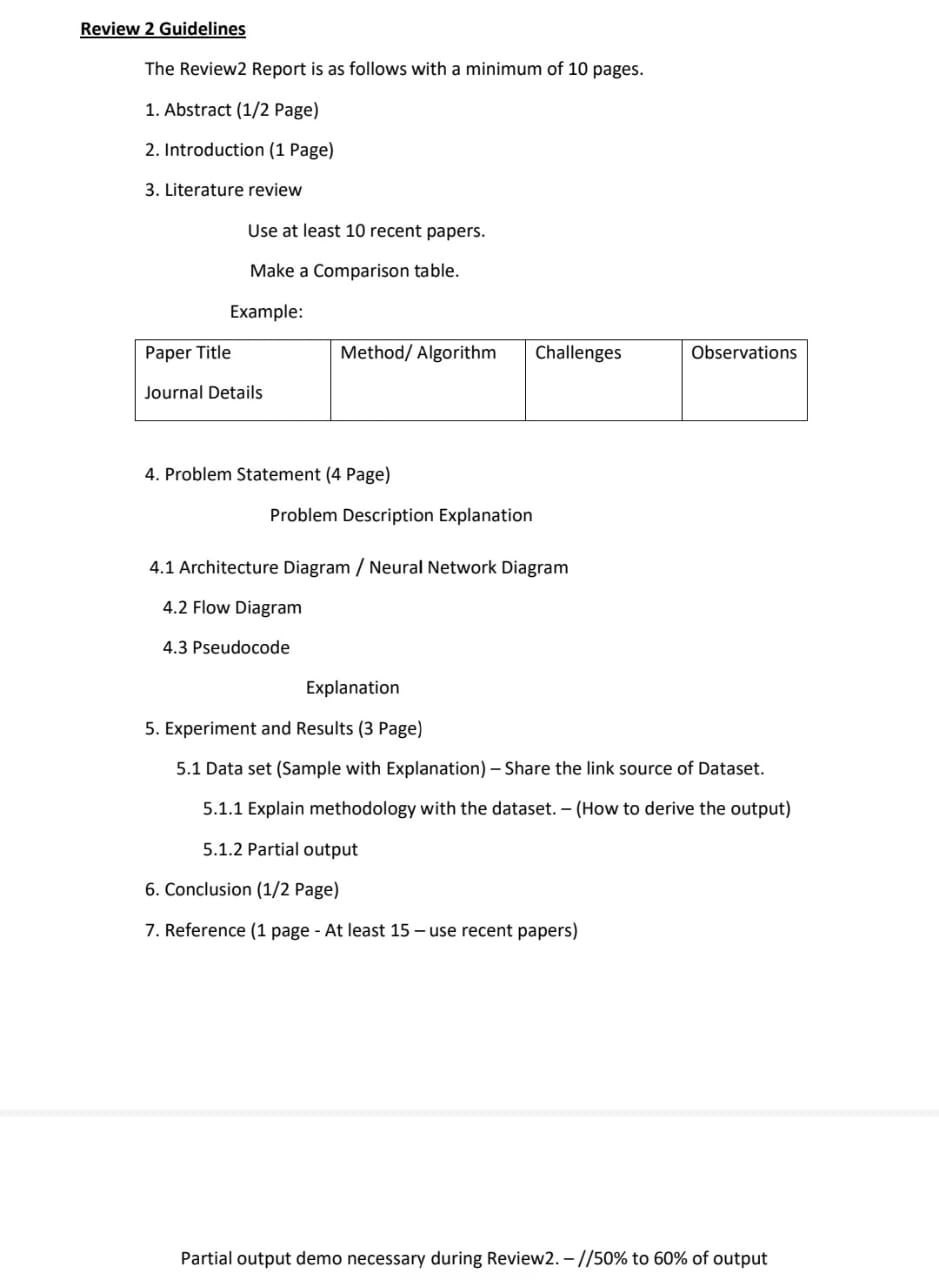 Review 2 Guidelines
The Review2 Report is as follows with a minimum of 10 pages.
1. Abstract (1/2 Page)
2. Introduction (1 Page)
3. Literature review
Use at least 10 recent papers.
Make a Comparison table.
Example:
Paper Title
Journal Details
Method/ Algorithm
Challenges
Observations
4. Problem Statement (4 Page)
Problem Description Explanation
4.1 Architecture Diagram / Neural Network Diagram
4.2 Flow Diagram
4.3 Pseudocode
Explanation
5. Experiment and Results (3 Page)
5.1 Data set (Sample with Explanation) – Share the link source of Dataset.
5.1.1 Explain methodology with the dataset. – (How to derive the output)
5.1.2 Partial output
6. Conclusion (1/2 Page)
7. Reference (1 page - At least 15 – use recent papers)
Partial output demo necessary during Review2. – //50% to 60% of output